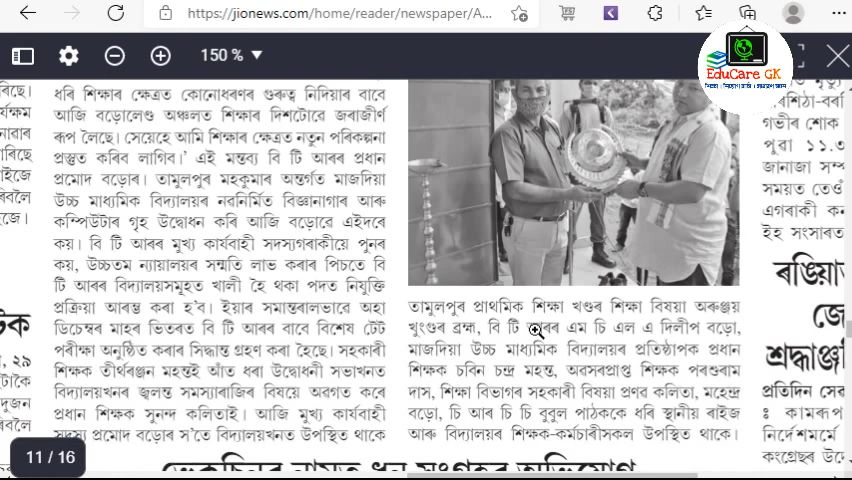 https://jionews.com/home/reader/newspaper/A...
150 %
EduCare GK
ধৰি শিক্ষাৰ ক্ষেত্ৰত কোনোধৰণৰ গুৰুত্ব নিদিয়াৰ বাবে
আজি বড়োলেণ্ড অঞ্চলত শিক্ষাৰ দিশটোৱে জৰাজীৰ্ণ
ৰূপ লৈছে। সেয়েহে আমি শিক্ষাৰ ক্ষেত্ৰত নতুন পৰিকল্পনা
প্ৰস্তুত কৰিব লাগিব।' এই মন্তব্য বি টি আৰৰ প্ৰধান
প্ৰমোদ বড়োৰ। তামুলপুৰ মহকুমাৰ অন্তৰ্গত মাজদিয়া
উচ্চ মাধ্যমিক বিদ্যালয়ৰ নৱনিৰ্মিত বিজ্ঞানাগাৰ আৰু
কম্পিউটাৰ গৃহ উদ্বোধন কৰি আজি বড়োৱে এইদৰে
কয়। বি টি আৰৰ মুখ্য কাৰ্যবাহী সদস্যগৰাকীয়ে পুনৰ
কয়, উচ্চতম ন্যায়ালয়ৰ সন্মতি লাভ কৰাৰ পিচতে বি
টি আৰৰ বিদ্যালয়সমূহত খালী হৈ থকা পদত নিযুক্তি
প্ৰক্ৰিয়া আৰম্ভ কৰা হ'ব। ইয়াৰ সমান্তৰালভাৱে অহা
ডিচেম্বৰ মাহৰ ভিতৰত বি টি আৰৰ বাবে বিশেষ টেট
পৰীক্ষা অনুষ্ঠিত কৰাৰ সিদ্ধান্ত গ্ৰহণ কৰা হৈছে। সহকাৰী
শিক্ষক তীৰ্থৰঞ্জন মহন্তই আঁত ধৰা উদ্বোধনী সভাখনত
বিদ্যালয়খনৰ জ্বলন্ত সমস্যাৰাজিৰ বিষয়ে অৱগত কৰে
প্ৰধান শিক্ষক সুনন্দ কলিতাই। আজি মুখ্য কাৰ্যবাহী
সদস্য প্ৰমোদ বড়োৰ স'তে বিদ্যালয়খনত উপস্থিত থাকে
তামুলপুৰ প্ৰাথমিক শিক্ষা খণ্ডৰ শিক্ষা বিষয়া অৰুঞ্জয়
খুংগুৰ ব্ৰহ্ম, বি টি আৰৰ এম চি এল এ দিলীপ বড়ো,
মাজদিয়া উচ্চ মাধ্যমিক বিদ্যালয়ৰ প্ৰতিষ্ঠাপক প্ৰধান
শিক্ষক চবিন চন্দ্ৰ মহন্ত, অৱসৰপ্ৰাপ্ত শিক্ষক পৰশুৰাম
দাস, শিক্ষা বিভাগৰ সহকাৰী বিষয়া প্ৰণৱ কলিতা, মহেন্দ্ৰ
বড়ো, চি আৰ চি চি বুবুল পাঠককে ধৰি স্থানীয় ৰাইজ
আৰু বিদ্যালয়ৰ শিক্ষক-কৰ্মচাৰীসকল উপস্থিত থাকে।
গভীৰ শোক
পুৱা ১১.৩
জানাজা সম্প
সময়ত তেওঁ
এগৰাকী কন
ইহ সংসাৰত
ৰঙিয়াত
জে
শ্ৰদ্ধাঞ্জ
প্ৰতিদিন সেৱ
ঃ কামৰূপ
নিৰ্দেশমৰ্মে
কংগ্ৰেছৰ উদে
11 / 16